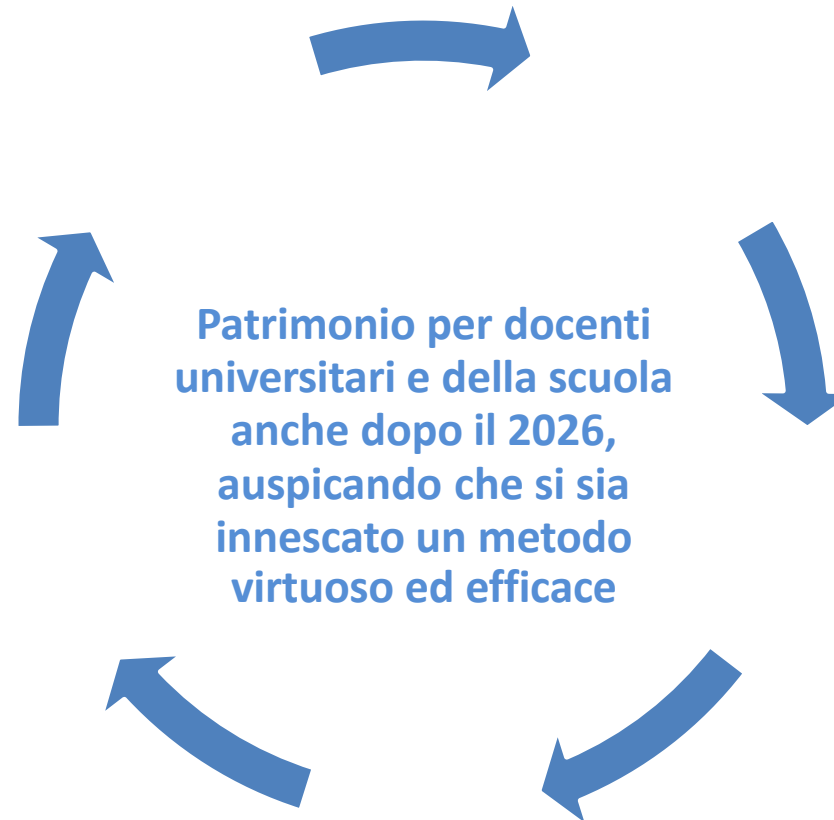 Patrimonio per docenti
universitari e della scuola
anche dopo il 2026,
auspicando che si sia
innescato un metodo
virtuoso ed efficace